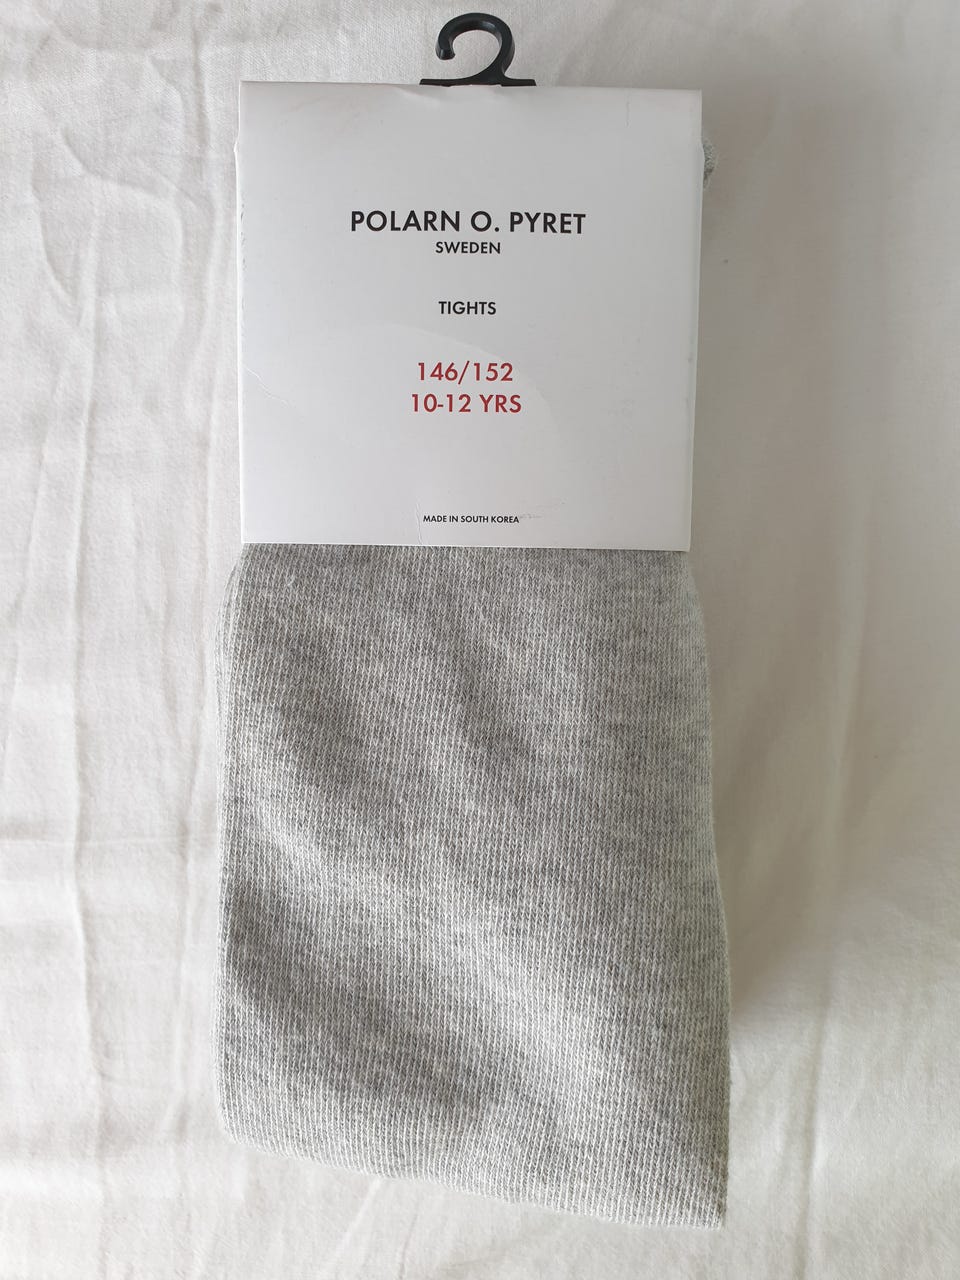 POLARN O. PYRET
SWEDEN
TIGHTS
146/152
10-12 YRS
MADE IN SOUTH KOREA